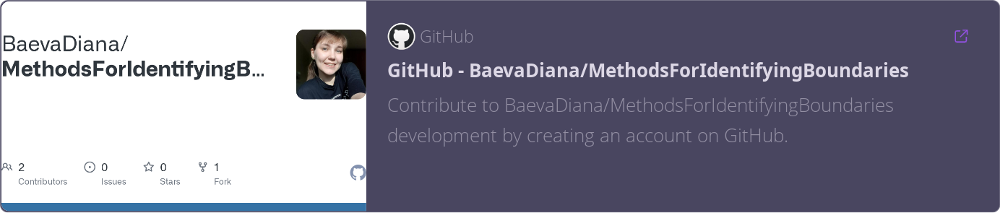 BaevaDiana/
MethodsForIdentifyingB...
2
Contributors
0
Issues
0
Stars
1
Fork
GitHub
GitHub - BaevaDiana/MethodsForIdentifyingBoundaries
Contribute to BaevaDiana/MethodsForIdentifyingBoundaries
development by creating an account on GitHub.